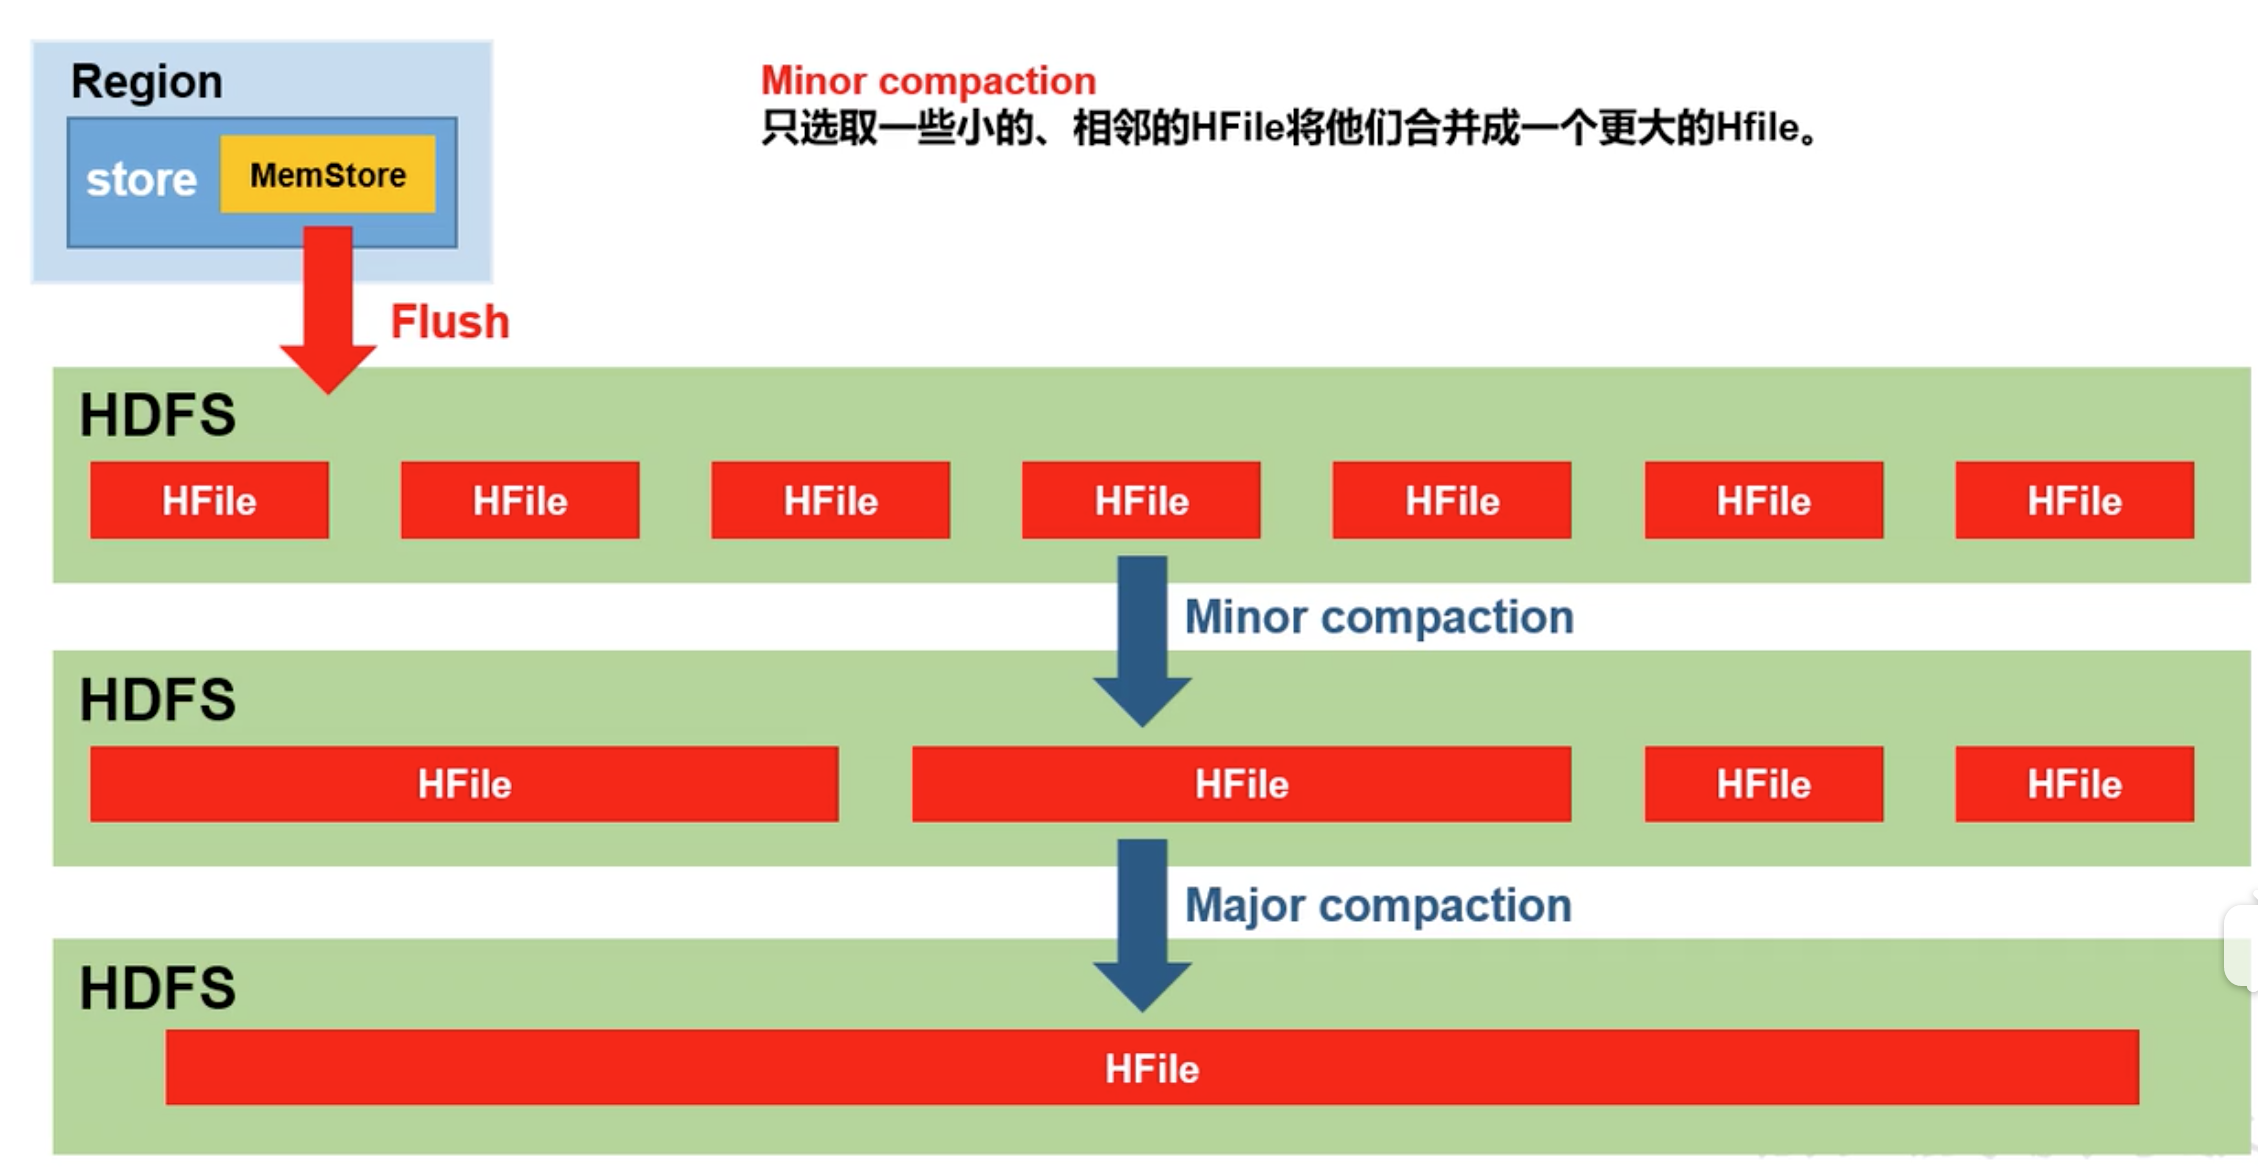 Region
store
MemStore
Minor compaction
只选取一些小的、相邻的HFile将他们合并成一个更大的Hfile。
Flush
HDFS
HFile HFile HFile HFile HFile HFile HFile
Minor compaction
HDFS
HFile HFile HFile HFile
Major compaction
HDFS
HFile